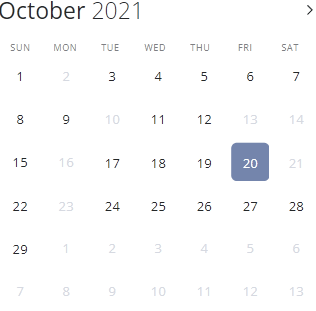 October 2021 >
SUN MON TUE WED THU FRI SAT
1 2 3 4 5 6 7
8 9 10 11 12 13 14
15 16 17 18 19 20 21
22 23 24 25 26 27 28
29 1 2 3 4 5 6
7 8 9 10 11 12 13